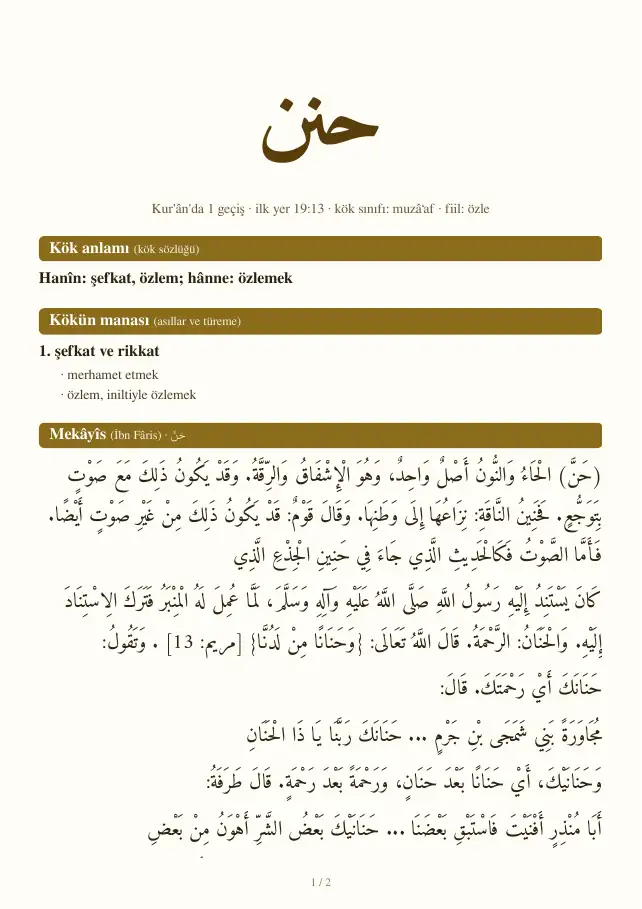 حنن
Kur'ân'da 1 geçiş · ilk yer 19:13 · kök sınıfı: muzâ‘af · fiil: özle
Kök anlamı (kök sözlüğü)
Hanîn: şefkat, özlem; hânne: özlemek
Kökün manası (asıllar ve türeme)
1. şefkat ve rikkat
· merhamet etmek
· özlem, iniltiyle özlemek
Mekâyîs (İbn Fâris) · حَنَّ
(حَنَّ) الْحَاءُ وَالنُّونُ أَصْلٌ وَاحِدٌ، وَهُوَ الْإِشْفَاقُ وَالرِّقَّةُ. وَقَدْ يَكُونُ ذَلِكَ مَعَ صَوْتٍ
بِتَوَجُّعٍ. فَحَنِينُ النَّاقَةِ: نِزَاعُهَا إِلَى وَطَنِهَا. وَقَالَ قَوْمٌ: قَدْ يَكُونُ ذَلِكَ مِنْ غَيْرِ صَوْتٍ أَيْضًا.
فَأَمَّا الصَّوْتُ فَكَالْحَدِيثِ الَّذِي جَاءَ فِي حَنِينِ الْجِذْعِ الَّذِي
كَانَ يَسْتَنِدُ إِلَيْهِ رَسُولُ اللَّهِ صَلَّى اللَّهُ عَلَيْهِ وَآلِهِ وَسَلَّمَ، لَمَّا عُمِلَ لَهُ الْمِنْبَرُ فَتَرَكَ الِاسْتِنَادَ
إِلَيْهِ. وَالْحَنَانُ: الرَّحْمَةُ. قَالَ اللَّهُ تَعَالَى: {وَحَنَانًا مِنْ لَدُنَّا} [مريم: 13] . وَتَقُولُ:
حَنَانَكَ أَيْ رَحْمَتَكَ. قَالَ:
مُجَاوَرَةً بَنِي شَمَجَى بْنِ جَرْمٍ ... حَنَانَكَ رَبَّنَا يَا ذَا الْحَنَانِ
وَحَنَانَيْكَ، أَيْ حَنَانًا بَعْدَ حَنَانٍ، وَرَحْمَةً بَعْدَ رَحْمَةٍ. قَالَ طَرَفَةُ:
أَبَا مُنْذِرٍ أَفْنَيْتَ فَاسْتَبْقِ بَعْضَنَا ... حَنَانَيْكَ بَعْضُ الشَّرِّ أَهْوَنُ مِنْ بَعْضِ
1 / 2